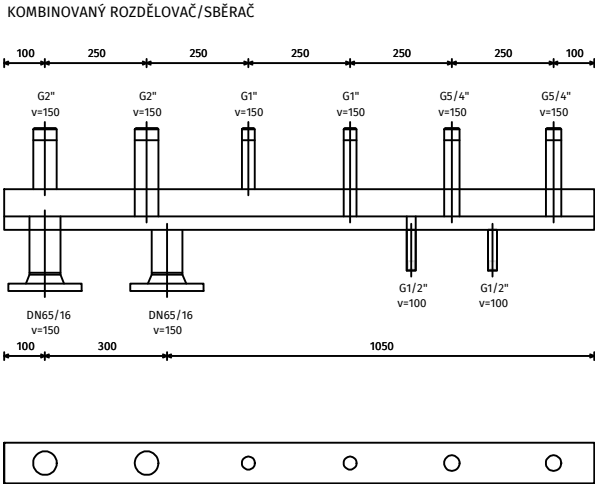 KOMBINOVANÝ ROZDĚLOVAČ/SBĚRAČ
100 250 250 250 250 250 100
G2" G2" G1" G1" G5/4" G5/4"
v=150 v=150 v=150 v=150 v=150 v=150
G1/2" G1/2"
v=100 v=100
DN65/16 DN65/16
v=150 v=150
100 300 1050